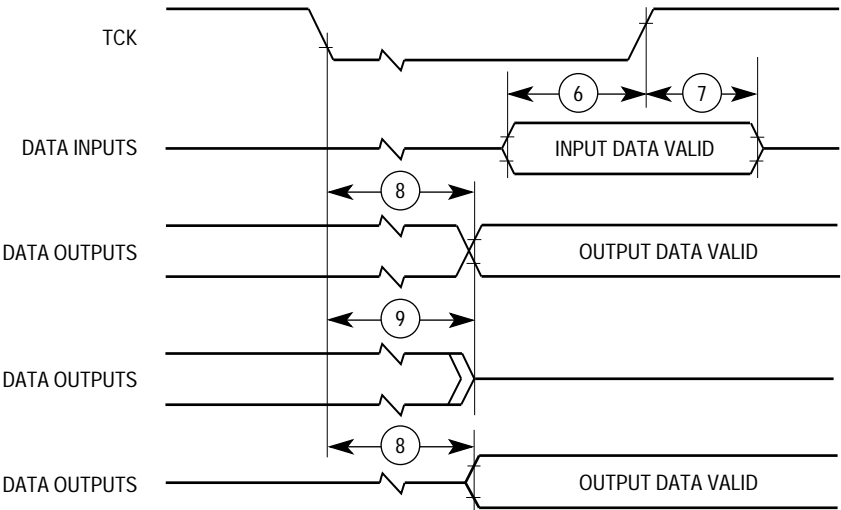 TCK
6
7
DATA INPUTS
INPUT DATA VALID
8
DATA OUTPUTS
OUTPUT DATA VALID
9
DATA OUTPUTS
8
DATA OUTPUTS
OUTPUT DATA VALID